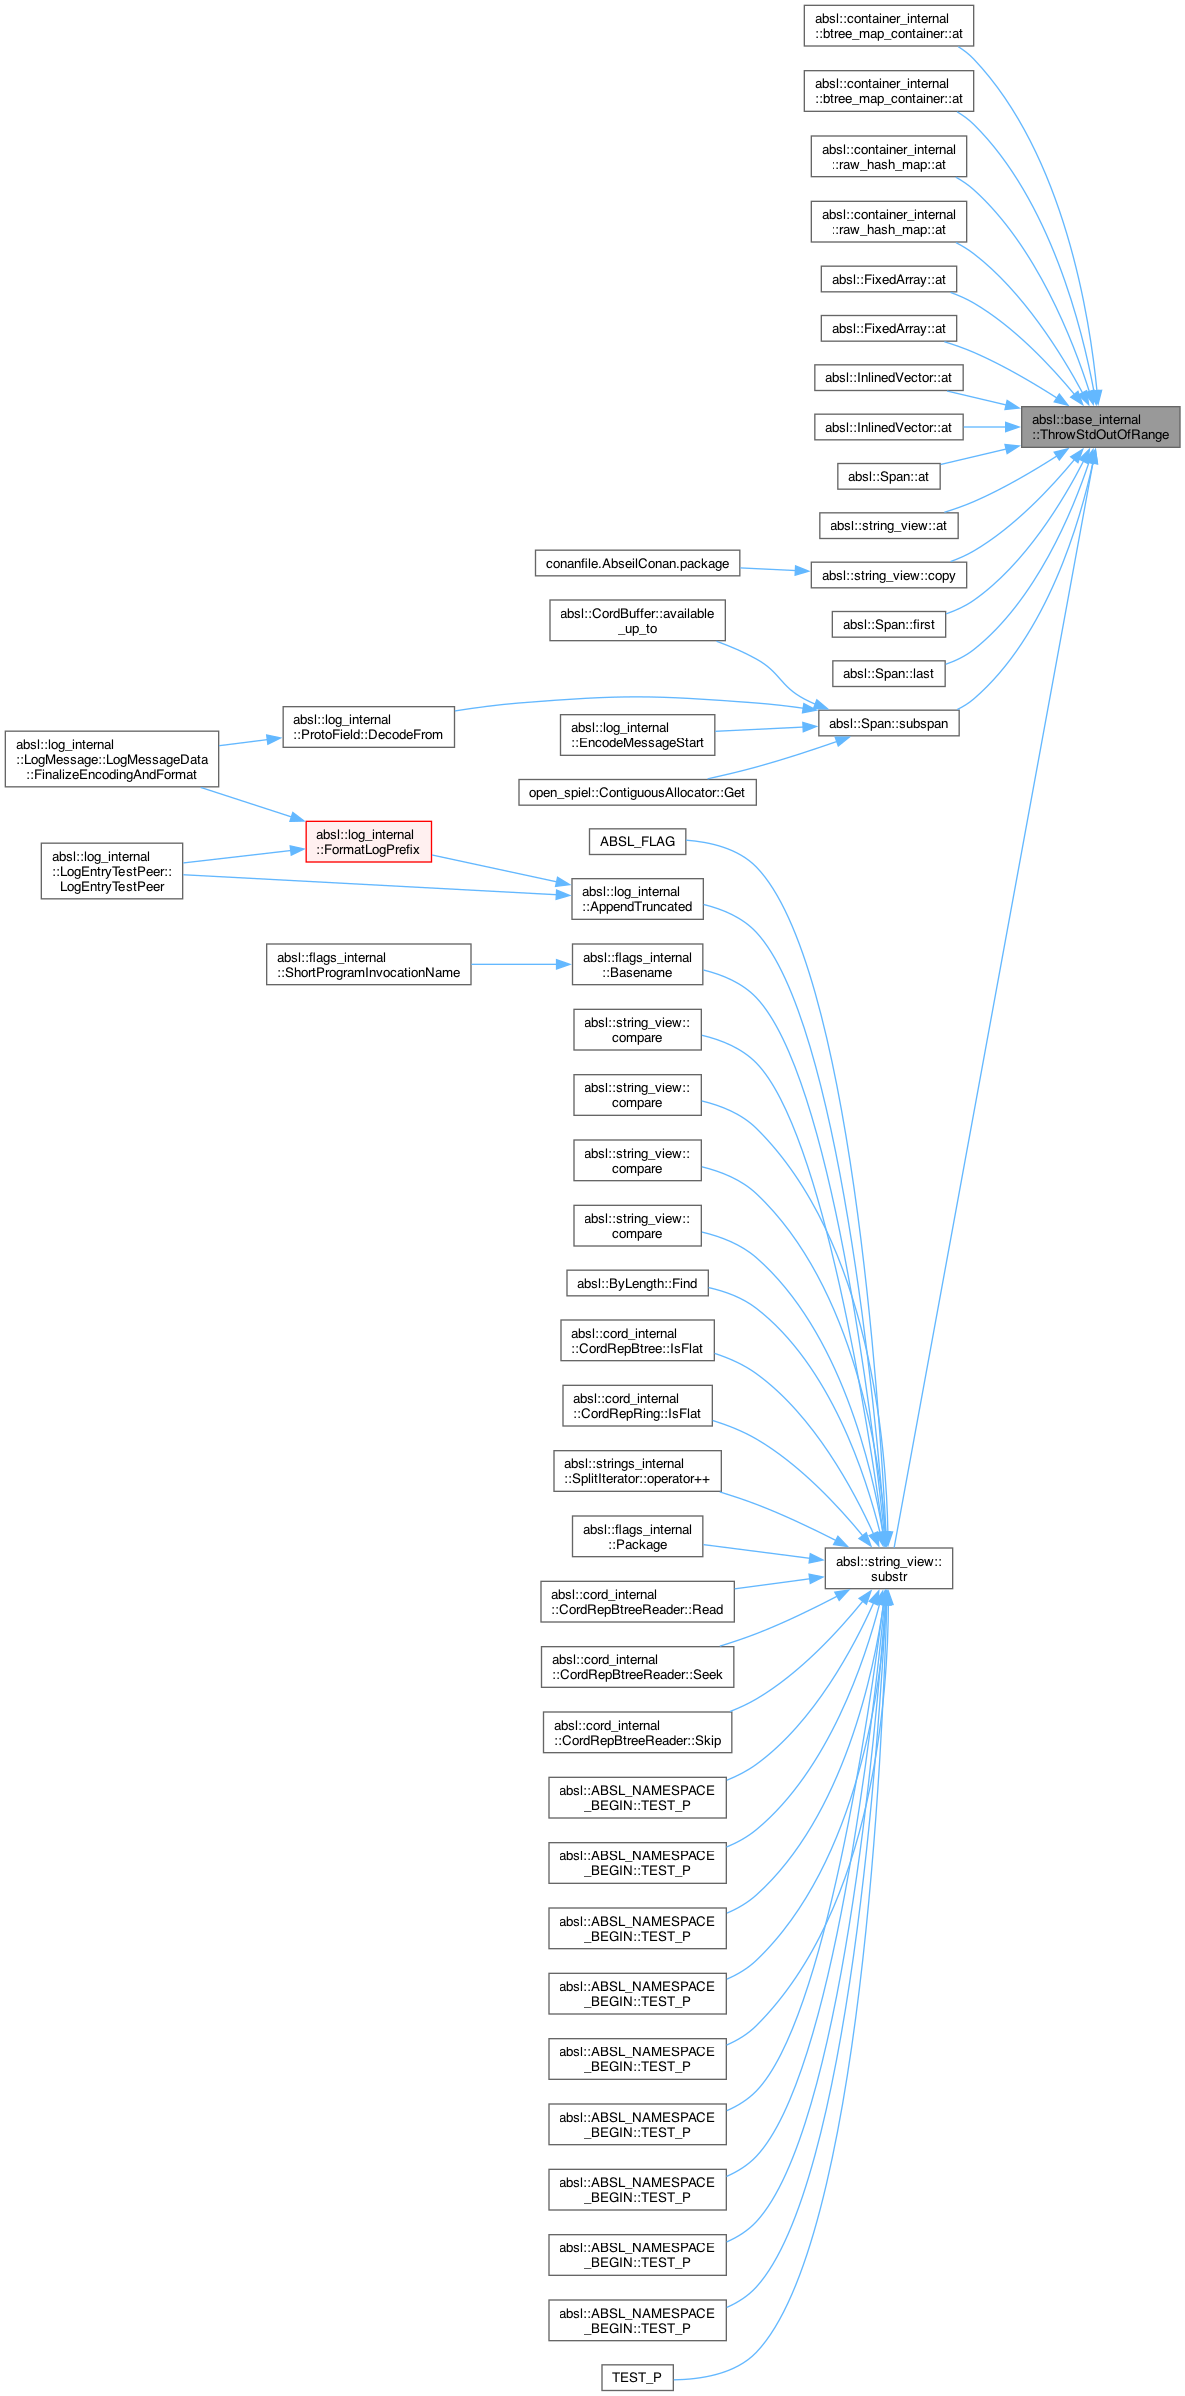 absl::container_internal
::btree_map_container::at
absl::container_internal
::btree_map_container::at
absl::container_internal
::raw_hash_map::at
absl::container_internal
::raw_hash_map::at
absl::FixedArray::at
absl::FixedArray::at
absl::InlinedVector::at
absl::base_internal
::ThrowStdOutOfRange
absl::InlinedVector::at
absl::Span::at
absl::string_view::at
conanfile.AbseilConan.package
absl::string_view::copy
absl::CordBuffer::available
_up_to
absl::Span::first
absl::Span::last
absl::log_internal
::ProtoField::DecodeFrom
absl::Span::subspan
absl::log_internal
::EncodeMessageStart
absl::log_internal
::LogMessage::LogMessageData
::FinalizeEncodingAndFormat
open_spiel::ContiguousAllocator::Get
absl::log_internal
::FormatLogPrefix
ABSL_FLAG
absl::log_internal
::LogEntryTestPeer::
LogEntryTestPeer
absl::log_internal
::AppendTruncated
absl::flags_internal
::ShortProgramInvocationName
absl::flags_internal
::Basename
absl::string_view::
compare
absl::string_view::
compare
absl::string_view::
compare
absl::string_view::
compare
absl::ByLength::Find
absl::cord_internal
::CordRepBtree::IsFlat
absl::cord_internal
::CordRepRing::IsFlat
absl::strings_internal
::SplitIterator::operator++
absl::flags_internal
::Package
absl::string_view::
substr
absl::cord_internal
::CordRepBtreeReader::Read
absl::cord_internal
::CordRepBtreeReader::Seek
absl::cord_internal
::CordRepBtreeReader::Skip
absl::ABSL_NAMESPACE
_BEGIN::TEST_P
absl::ABSL_NAMESPACE
_BEGIN::TEST_P
absl::ABSL_NAMESPACE
_BEGIN::TEST_P
absl::ABSL_NAMESPACE
_BEGIN::TEST_P
absl::ABSL_NAMESPACE
_BEGIN::TEST_P
absl::ABSL_NAMESPACE
_BEGIN::TEST_P
absl::ABSL_NAMESPACE
_BEGIN::TEST_P
absl::ABSL_NAMESPACE
_BEGIN::TEST_P
absl::ABSL_NAMESPACE
_BEGIN::TEST_P
TEST_P